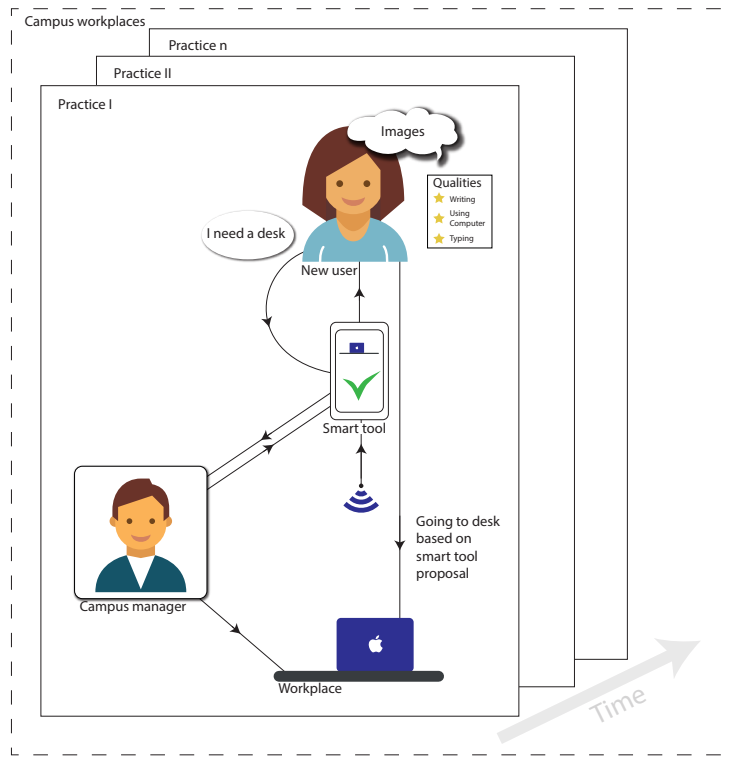 Campus workplaces
Practice n
Practice II
Practice I
Images
Qualities
Writing
Using
Computer
Typing
I need a desk
New user
Smart tool
Going to desk
based on
smart tool
proposal
Campus manager
Workplace
Time